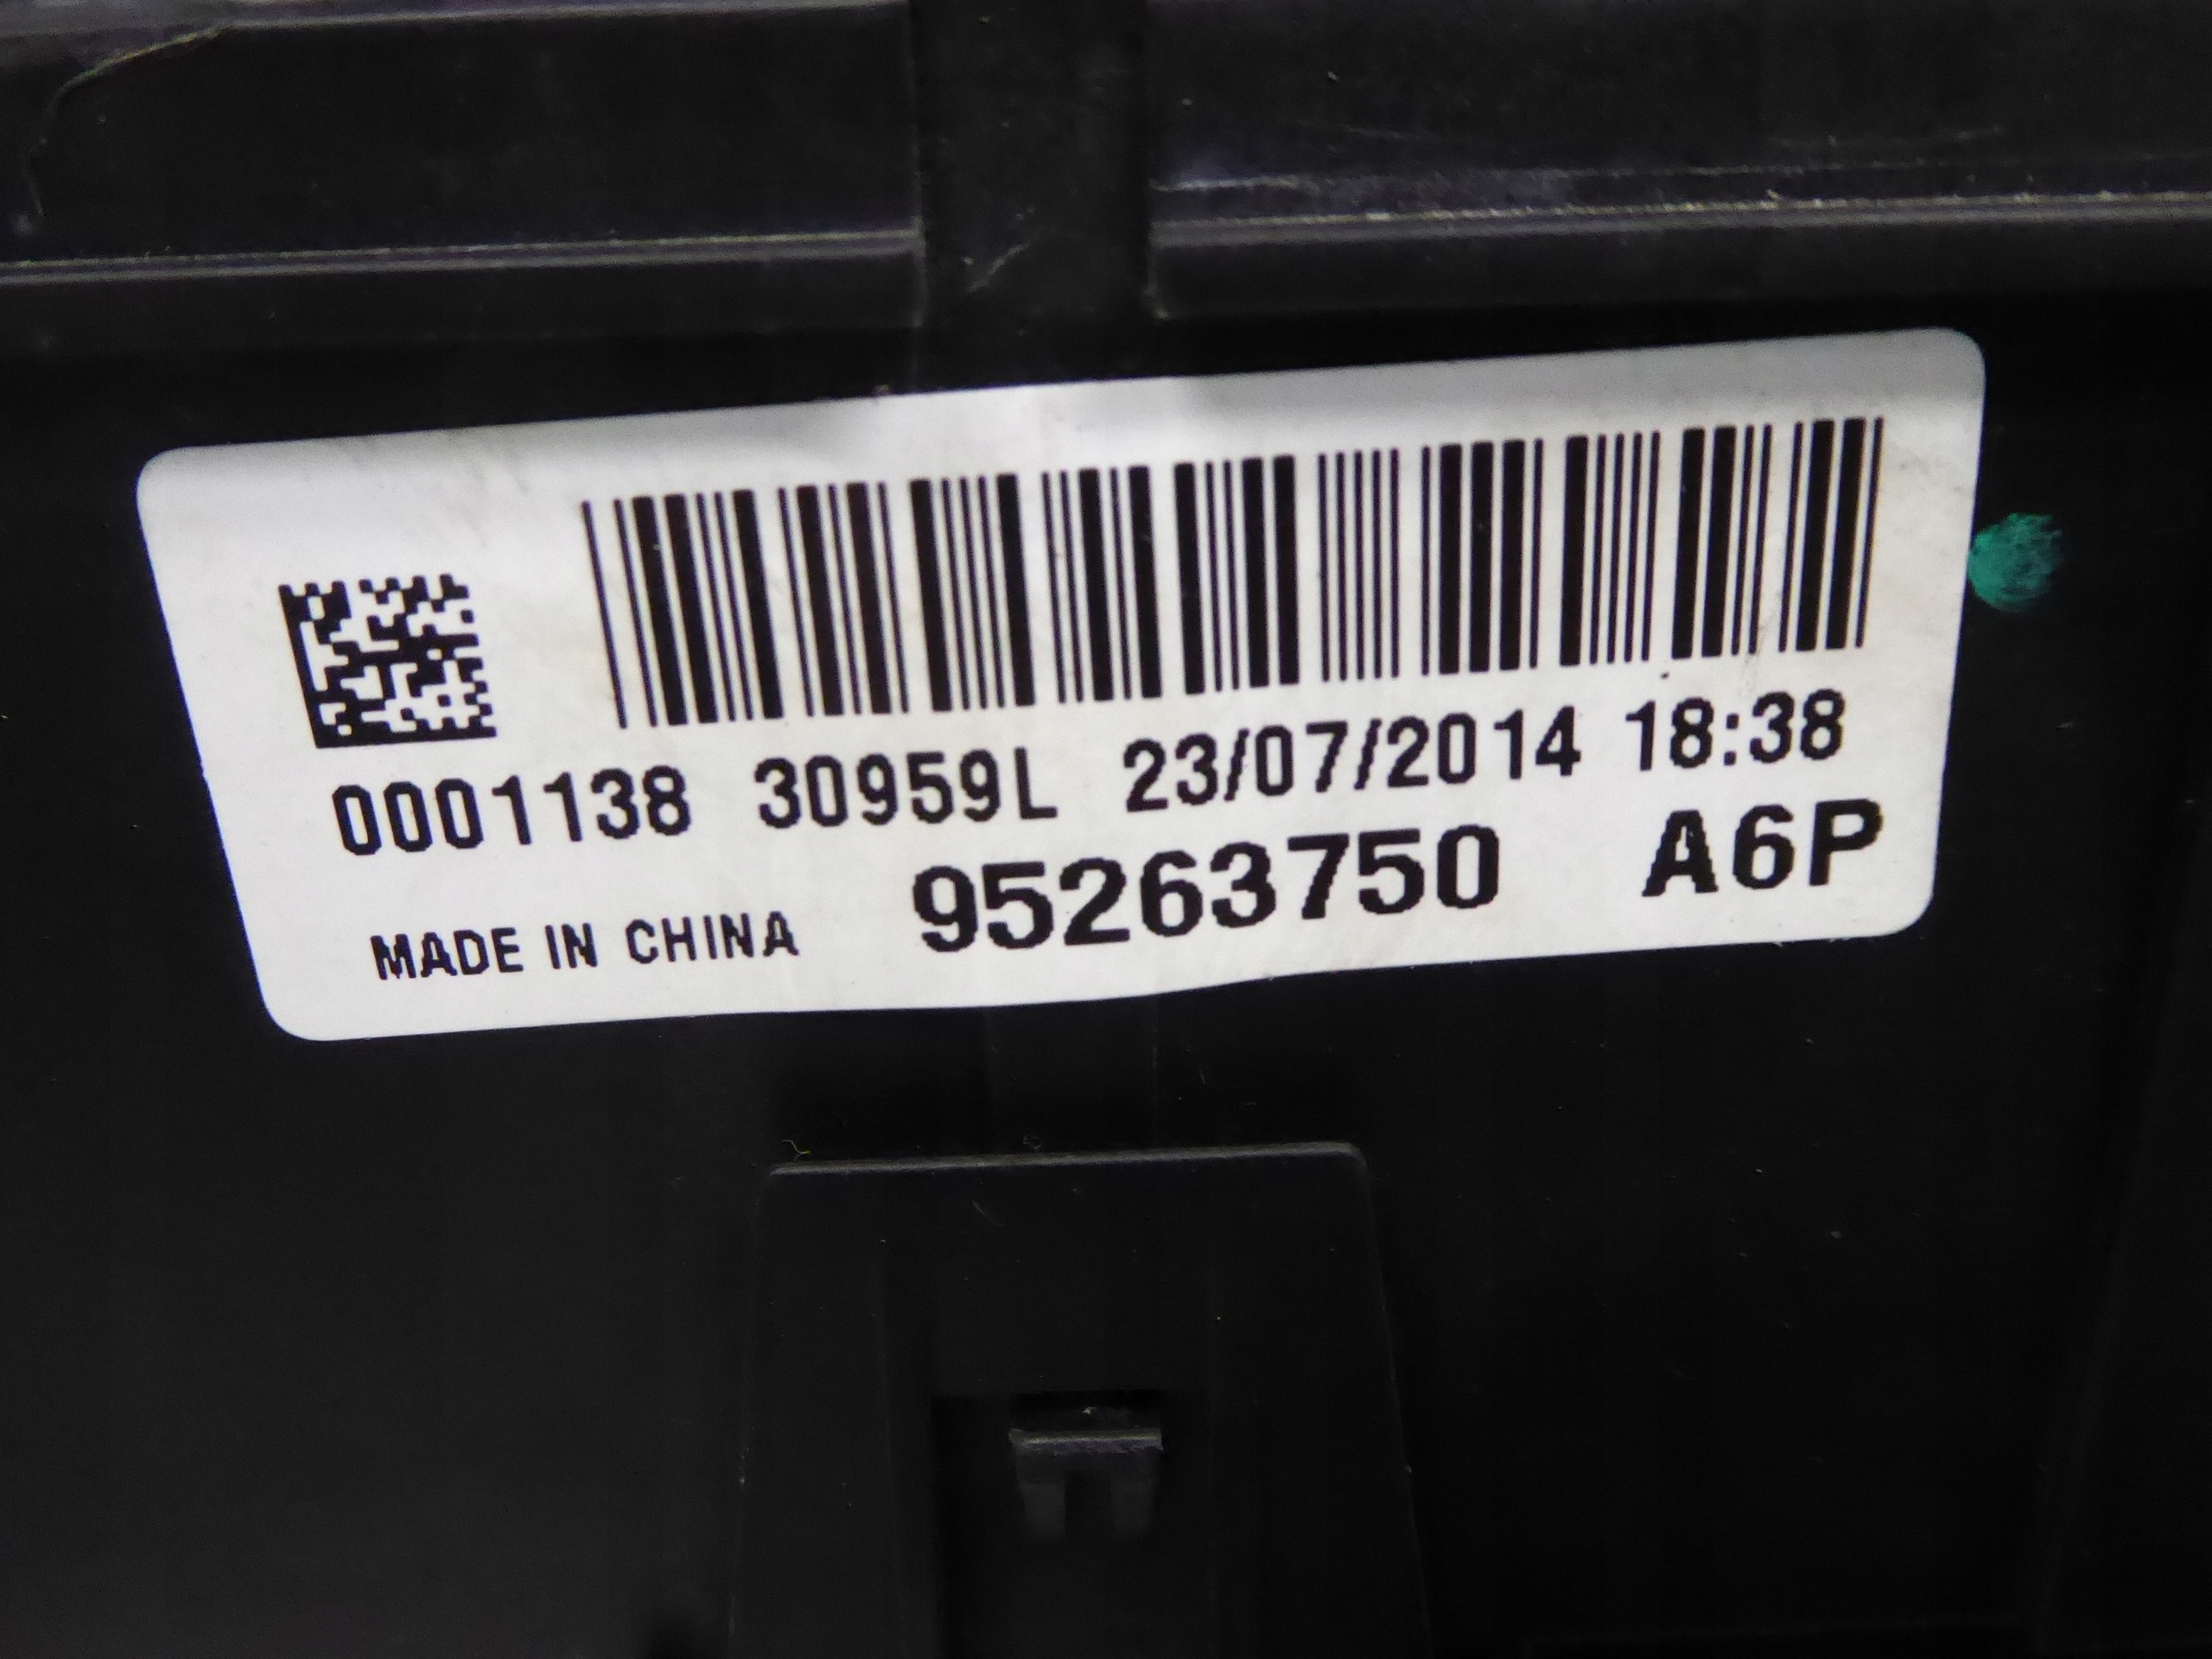 0001138 30959L 23/07/2014 18:38
MADE IN CHINA 95263750 A6P